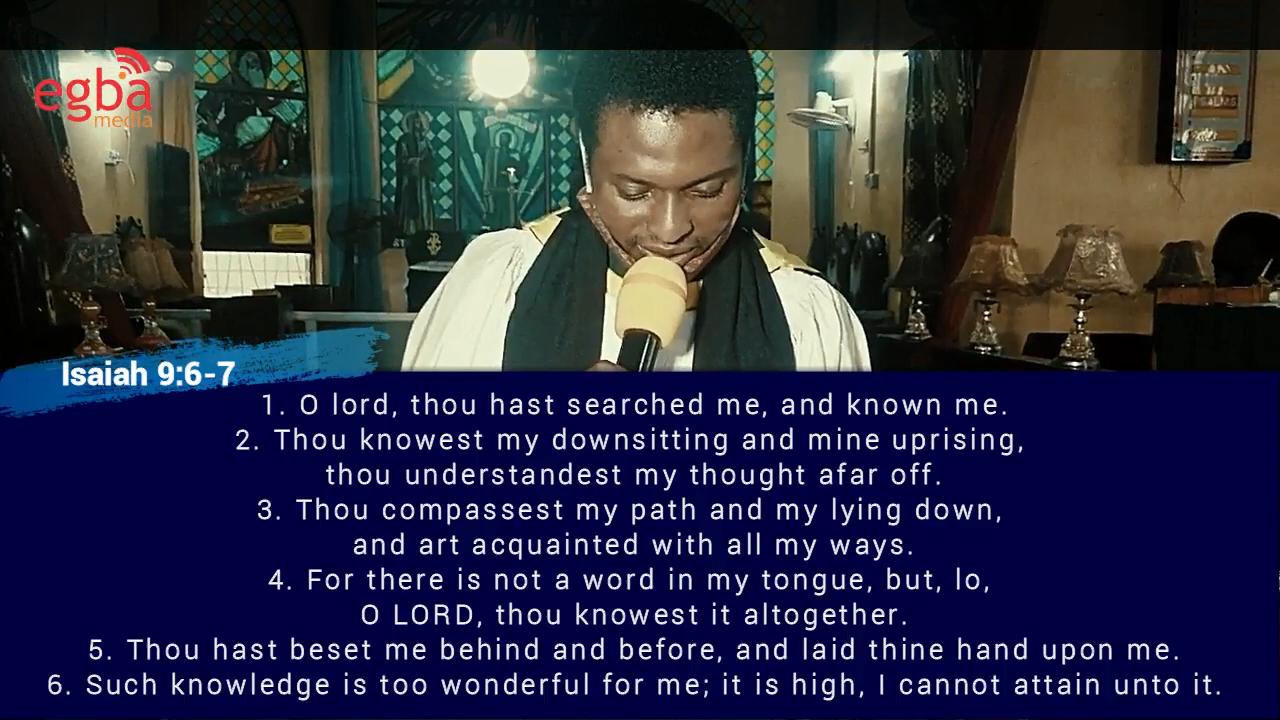 egba
media
Isaiah 9:6-7
1. O lord, thou hast searched me, and known me.
2. Thou knowest my downsitting and mine uprising,
thou understandest my thought afar off.
3. Thou compassest my path and my lying down,
and art acquainted with all my ways.
4. For there is not a word in my tongue, but, lo,
O LORD, thou knowest it altogether.
5. Thou hast beset me behind and before, and laid thine hand upon me.
6. Such knowledge is too wonderful for me; it is high, I cannot attain unto it.